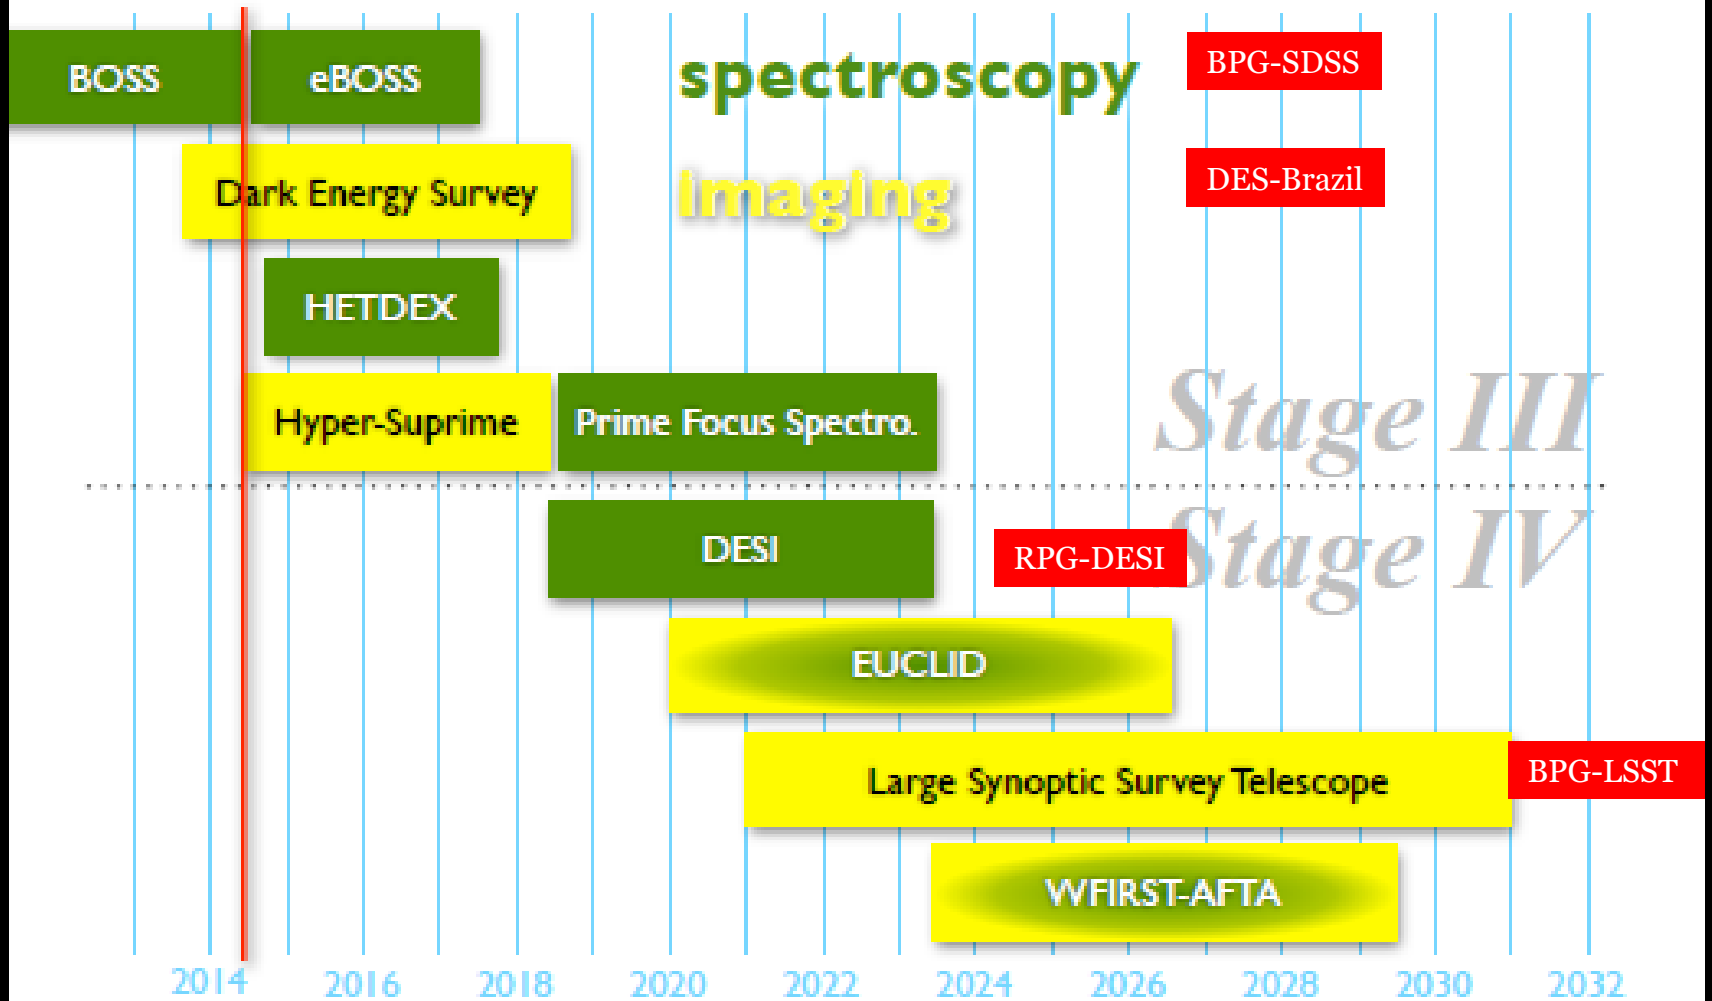 BOSS
eBOSS
spectroscopy
BPG-SDSS
Dark Energy Survey
imaging
DES-Brazil
HETDEX
Hyper-Suprime
Prime Focus Spectro.
Stage III
DESI
RPG-DESI
Stage IV
EUCLID
Large Synoptic Survey Telescope
BPG-LSST
WFIRST-AFTA
2014 2016 2018 2020 2022 2024 2026 2028 2030 2032